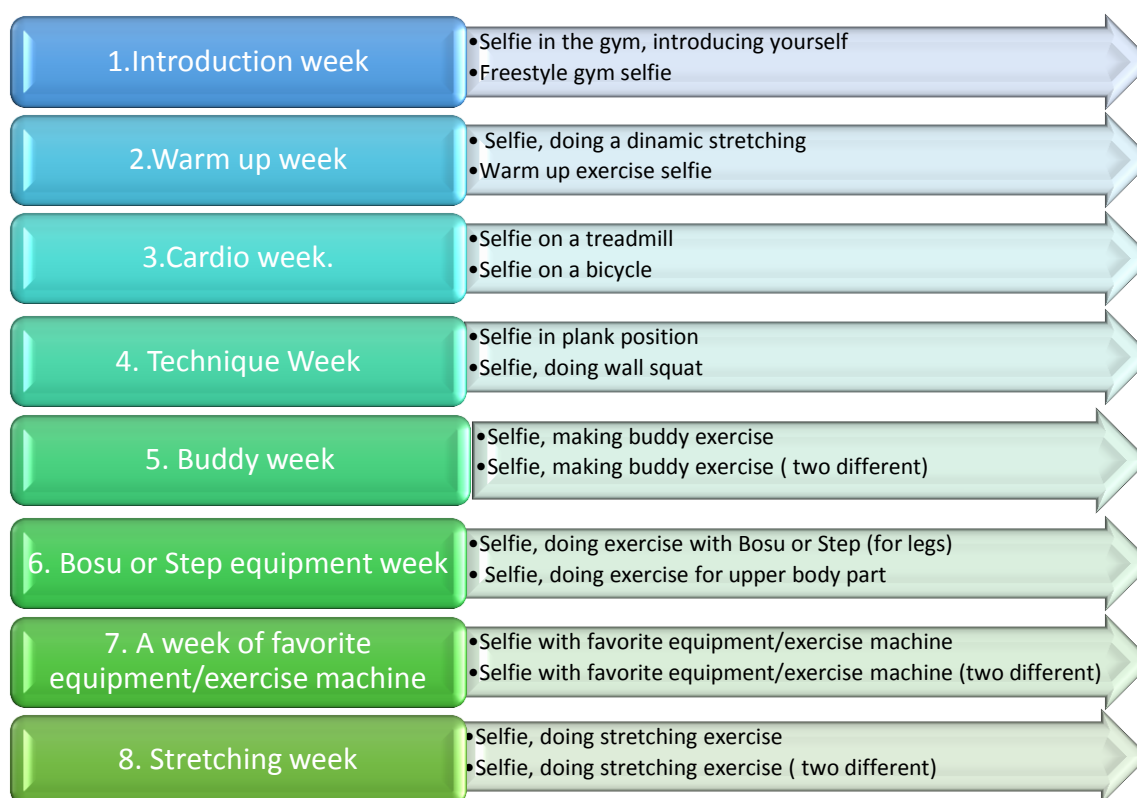 1.Introduction week
•Selfie in the gym, introducing yourself
•Freestyle gym selfie
2.Warm up week
• Selfie, doing a dinamic stretching
•Warm up exercise selfie
3.Cardio week.
•Selfie on a treadmill
•Selfie on a bicycle
4. Technique Week
•Selfie in plank position
•Selfie, doing wall squat
5. Buddy week
•Selfie, making buddy exercise
•Selfie, making buddy exercise ( two different)
6. Bosu or Step equipment week
•Selfie, doing exercise with Bosu or Step (for legs)
• Selfie, doing exercise for upper body part
7. A week of favorite
equipment/exercise machine
•Selfie with favorite equipment/exercise machine
•Selfie with favorite equipment/exercise machine (two different)
8. Stretching week
•Selfie, doing stretching exercise
•Selfie, doing stretching exercise ( two different)